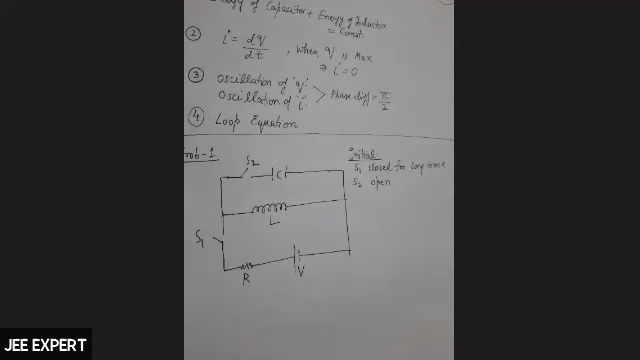 Energy of Capacitor + Energy of Inductor
= Const.
② i = dq/dt , when q is Max
⇒ i = 0
③ Oscillation of 'q'
Oscillation of 'i' > Phase diff = π/2
④ Loop Equation
rob-1
Initial
S₁ closed for long time
S₂ open
S₂
C
L
S₁
R
V
JEE EXPERT